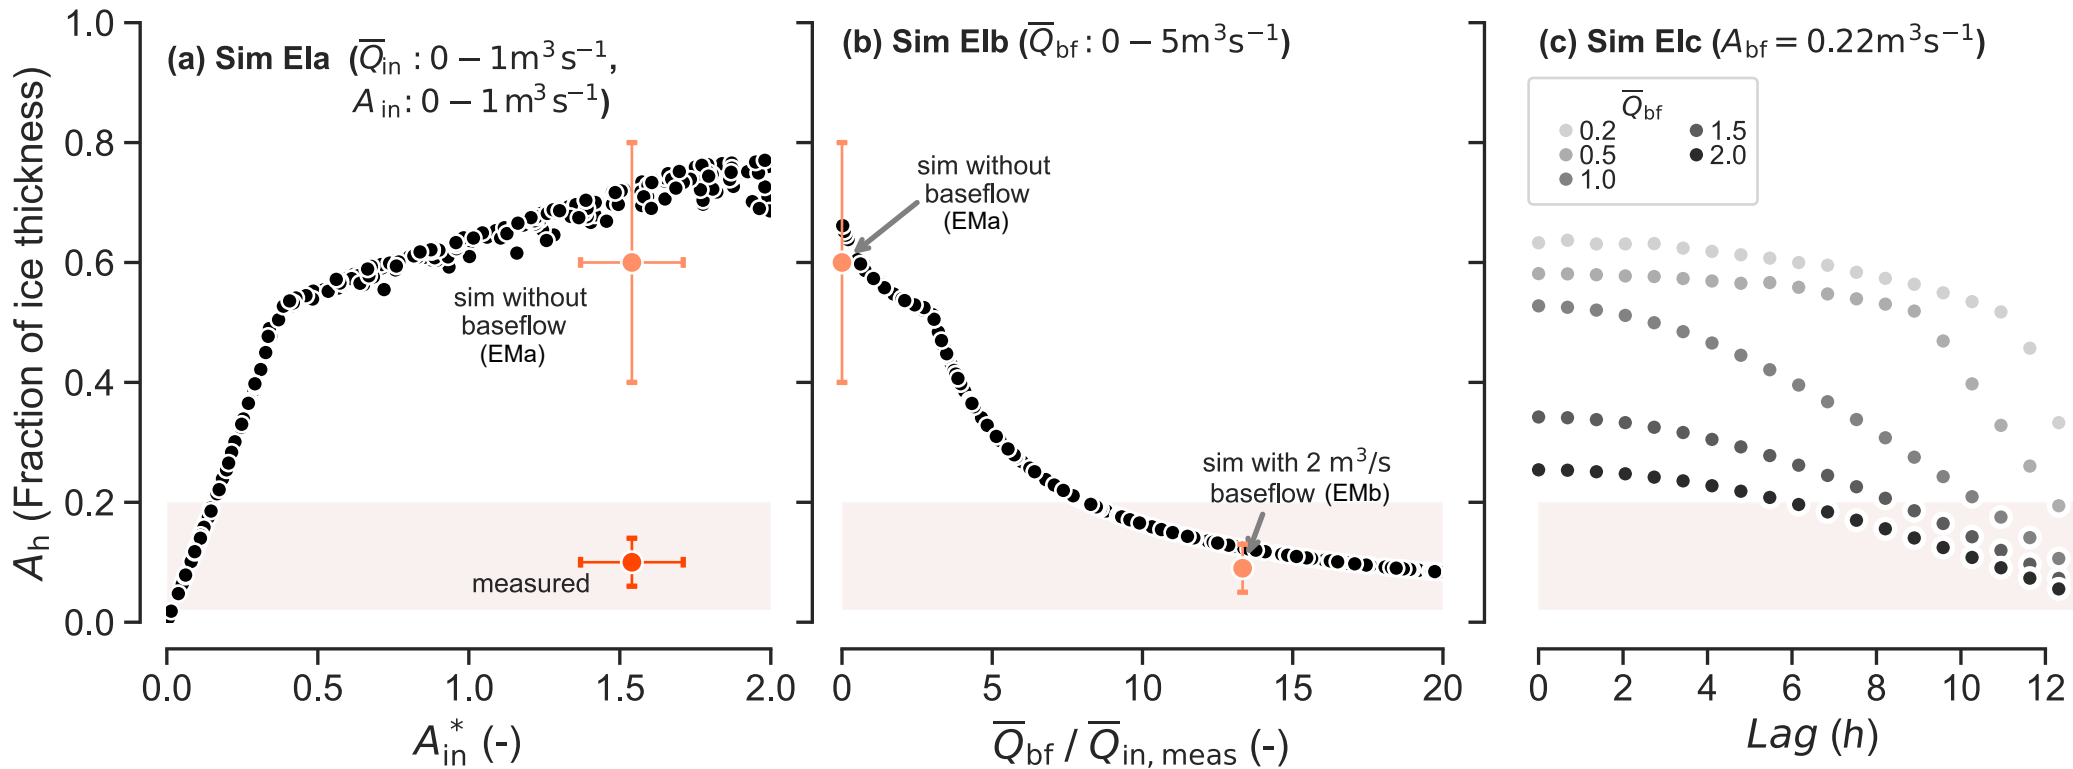 A_h (Fraction of ice thickness)
1.0
0.8
0.6
0.4
0.2
0.0
(a) Sim EIa (Q̅_in : 0 – 1m³s⁻¹,
A_in : 0 – 1m³s⁻¹)
sim without
baseflow
(EMa)
measured
0.0 0.5 1.0 1.5 2.0
A*_in (-)
(b) Sim EIb (Q̅_bf : 0 – 5m³s⁻¹)
sim without
baseflow
(EMa)
sim with 2 m³/s
baseflow (EMb)
0 5 10 15 20
Q̅_bf / Q̅_in, meas (-)
(c) Sim EIc (A_bf = 0.22m³s⁻¹)
Q̅_bf
0.2 1.5
0.5 2.0
1.0
0 2 4 6 8 10 12
Lag (h)